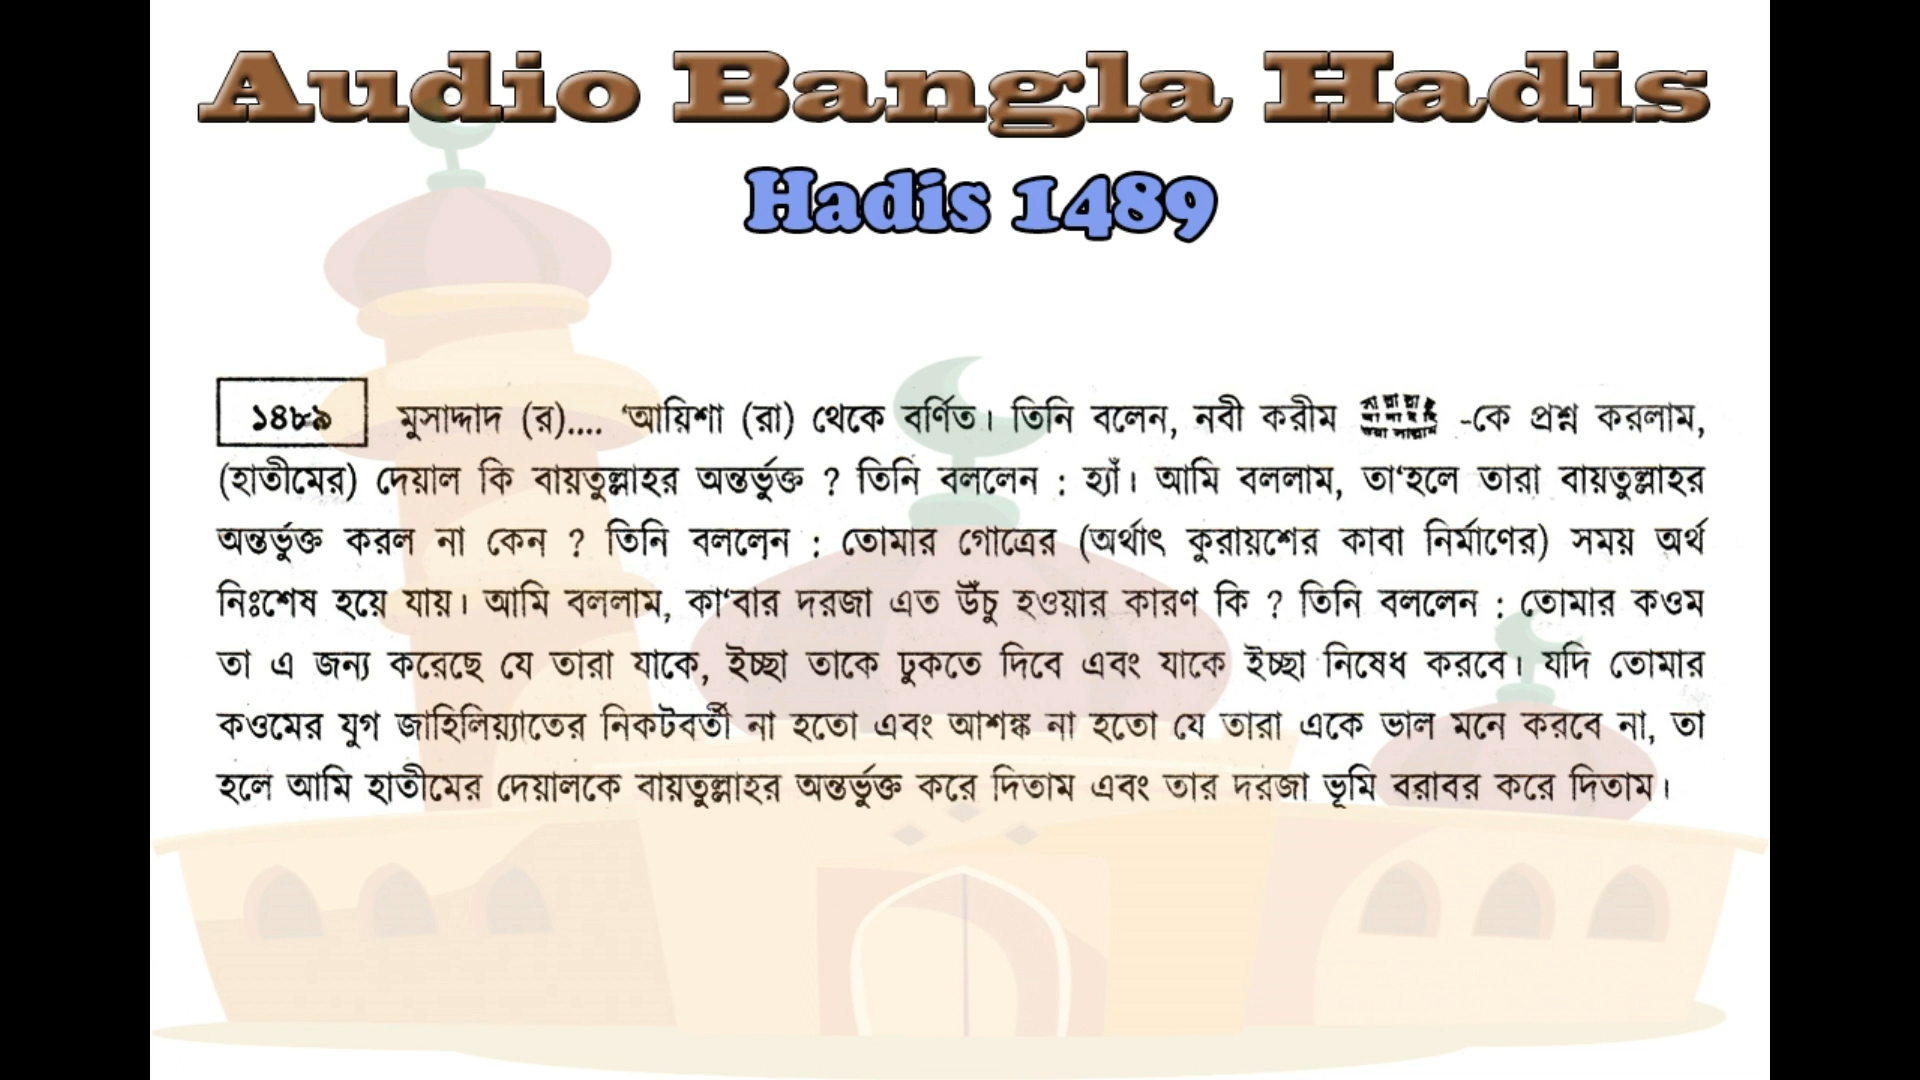 Audio Bangla Hadis
Hadis 1489
১৪৮৯ মুসাদ্দাদ (র).... ‘আয়িশা (রা) থেকে বর্ণিত। তিনি বলেন, নবী করীম -কে প্রশ্ন করলাম,
(হাতীমের) দেয়াল কি বায়তুল্লাহর অন্তর্ভুক্ত ? তিনি বললেন : হ্যাঁ। আমি বললাম, তা‘হলে তারা বায়তুল্লাহর
অন্তর্ভুক্ত করল না কেন ? তিনি বললেন : তোমার গোত্রের (অর্থাৎ কুরায়শের কাবা নির্মাণের) সময় অর্থ
নিঃশেষ হয়ে যায়। আমি বললাম, কা‘বার দরজা এত উঁচু হওয়ার কারণ কি ? তিনি বললেন : তোমার কওম
তা এ জন্য করেছে যে তারা যাকে, ইচ্ছা তাকে ঢুকতে দিবে এবং যাকে ইচ্ছা নিষেধ করবে। যদি তোমার
কওমের যুগ জাহিলিয়্যাতের নিকটবর্তী না হতো এবং আশঙ্ক না হতো যে তারা একে ভাল মনে করবে না, তা
হলে আমি হাতীমের দেয়ালকে বায়তুল্লাহর অন্তর্ভুক্ত করে দিতাম এবং তার দরজা ভূমি বরাবর করে দিতাম।